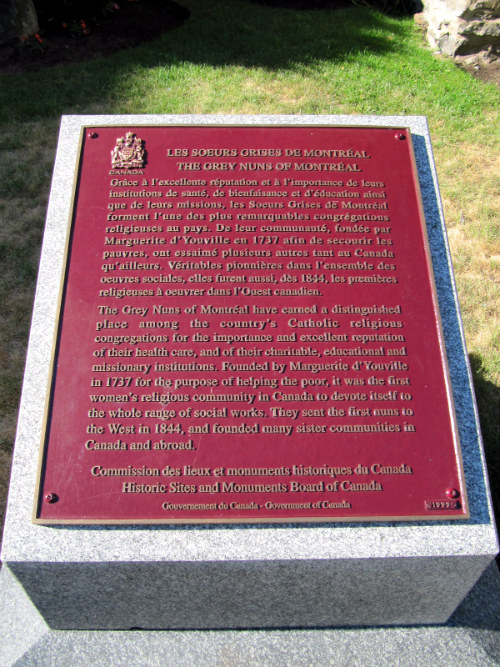 CANADA
LES SOEURS GRISES DE MONTRÉAL
THE GREY NUNS OF MONTRÉAL
Grâce à l'excellente réputation et à l'importance de leurs
institutions de santé, de bienfaisance et d'éducation ainsi
que de leurs missions, les Soeurs Grises de Montréal
forment l'une des plus remarquables congrégations
religieuses au pays. De leur communauté, fondée par
Marguerite d'Youville en 1737 afin de secourir les
pauvres, ont essaimé plusieurs autres tant au Canada
qu'ailleurs. Véritables pionnières dans l'ensemble des
oeuvres sociales, elles furent aussi, dès 1844, les premières
religieuses à oeuvrer dans l'Ouest canadien.
The Grey Nuns of Montréal have earned a distinguished
place among the country's Catholic religious
congregations for the importance and excellent reputation
of their health care, and of their charitable, educational and
missionary institutions. Founded by Marguerite d'Youville
in 1737 for the purpose of helping the poor, it was the first
women's religious community in Canada to devote itself to
the whole range of social works. They sent the first nuns to
the West in 1844, and founded many sister communities in
Canada and abroad.
Commission des lieux et monuments historiques du Canada
Historic Sites and Monuments Board of Canada
Gouvernement du Canada - Government of Canada
1999